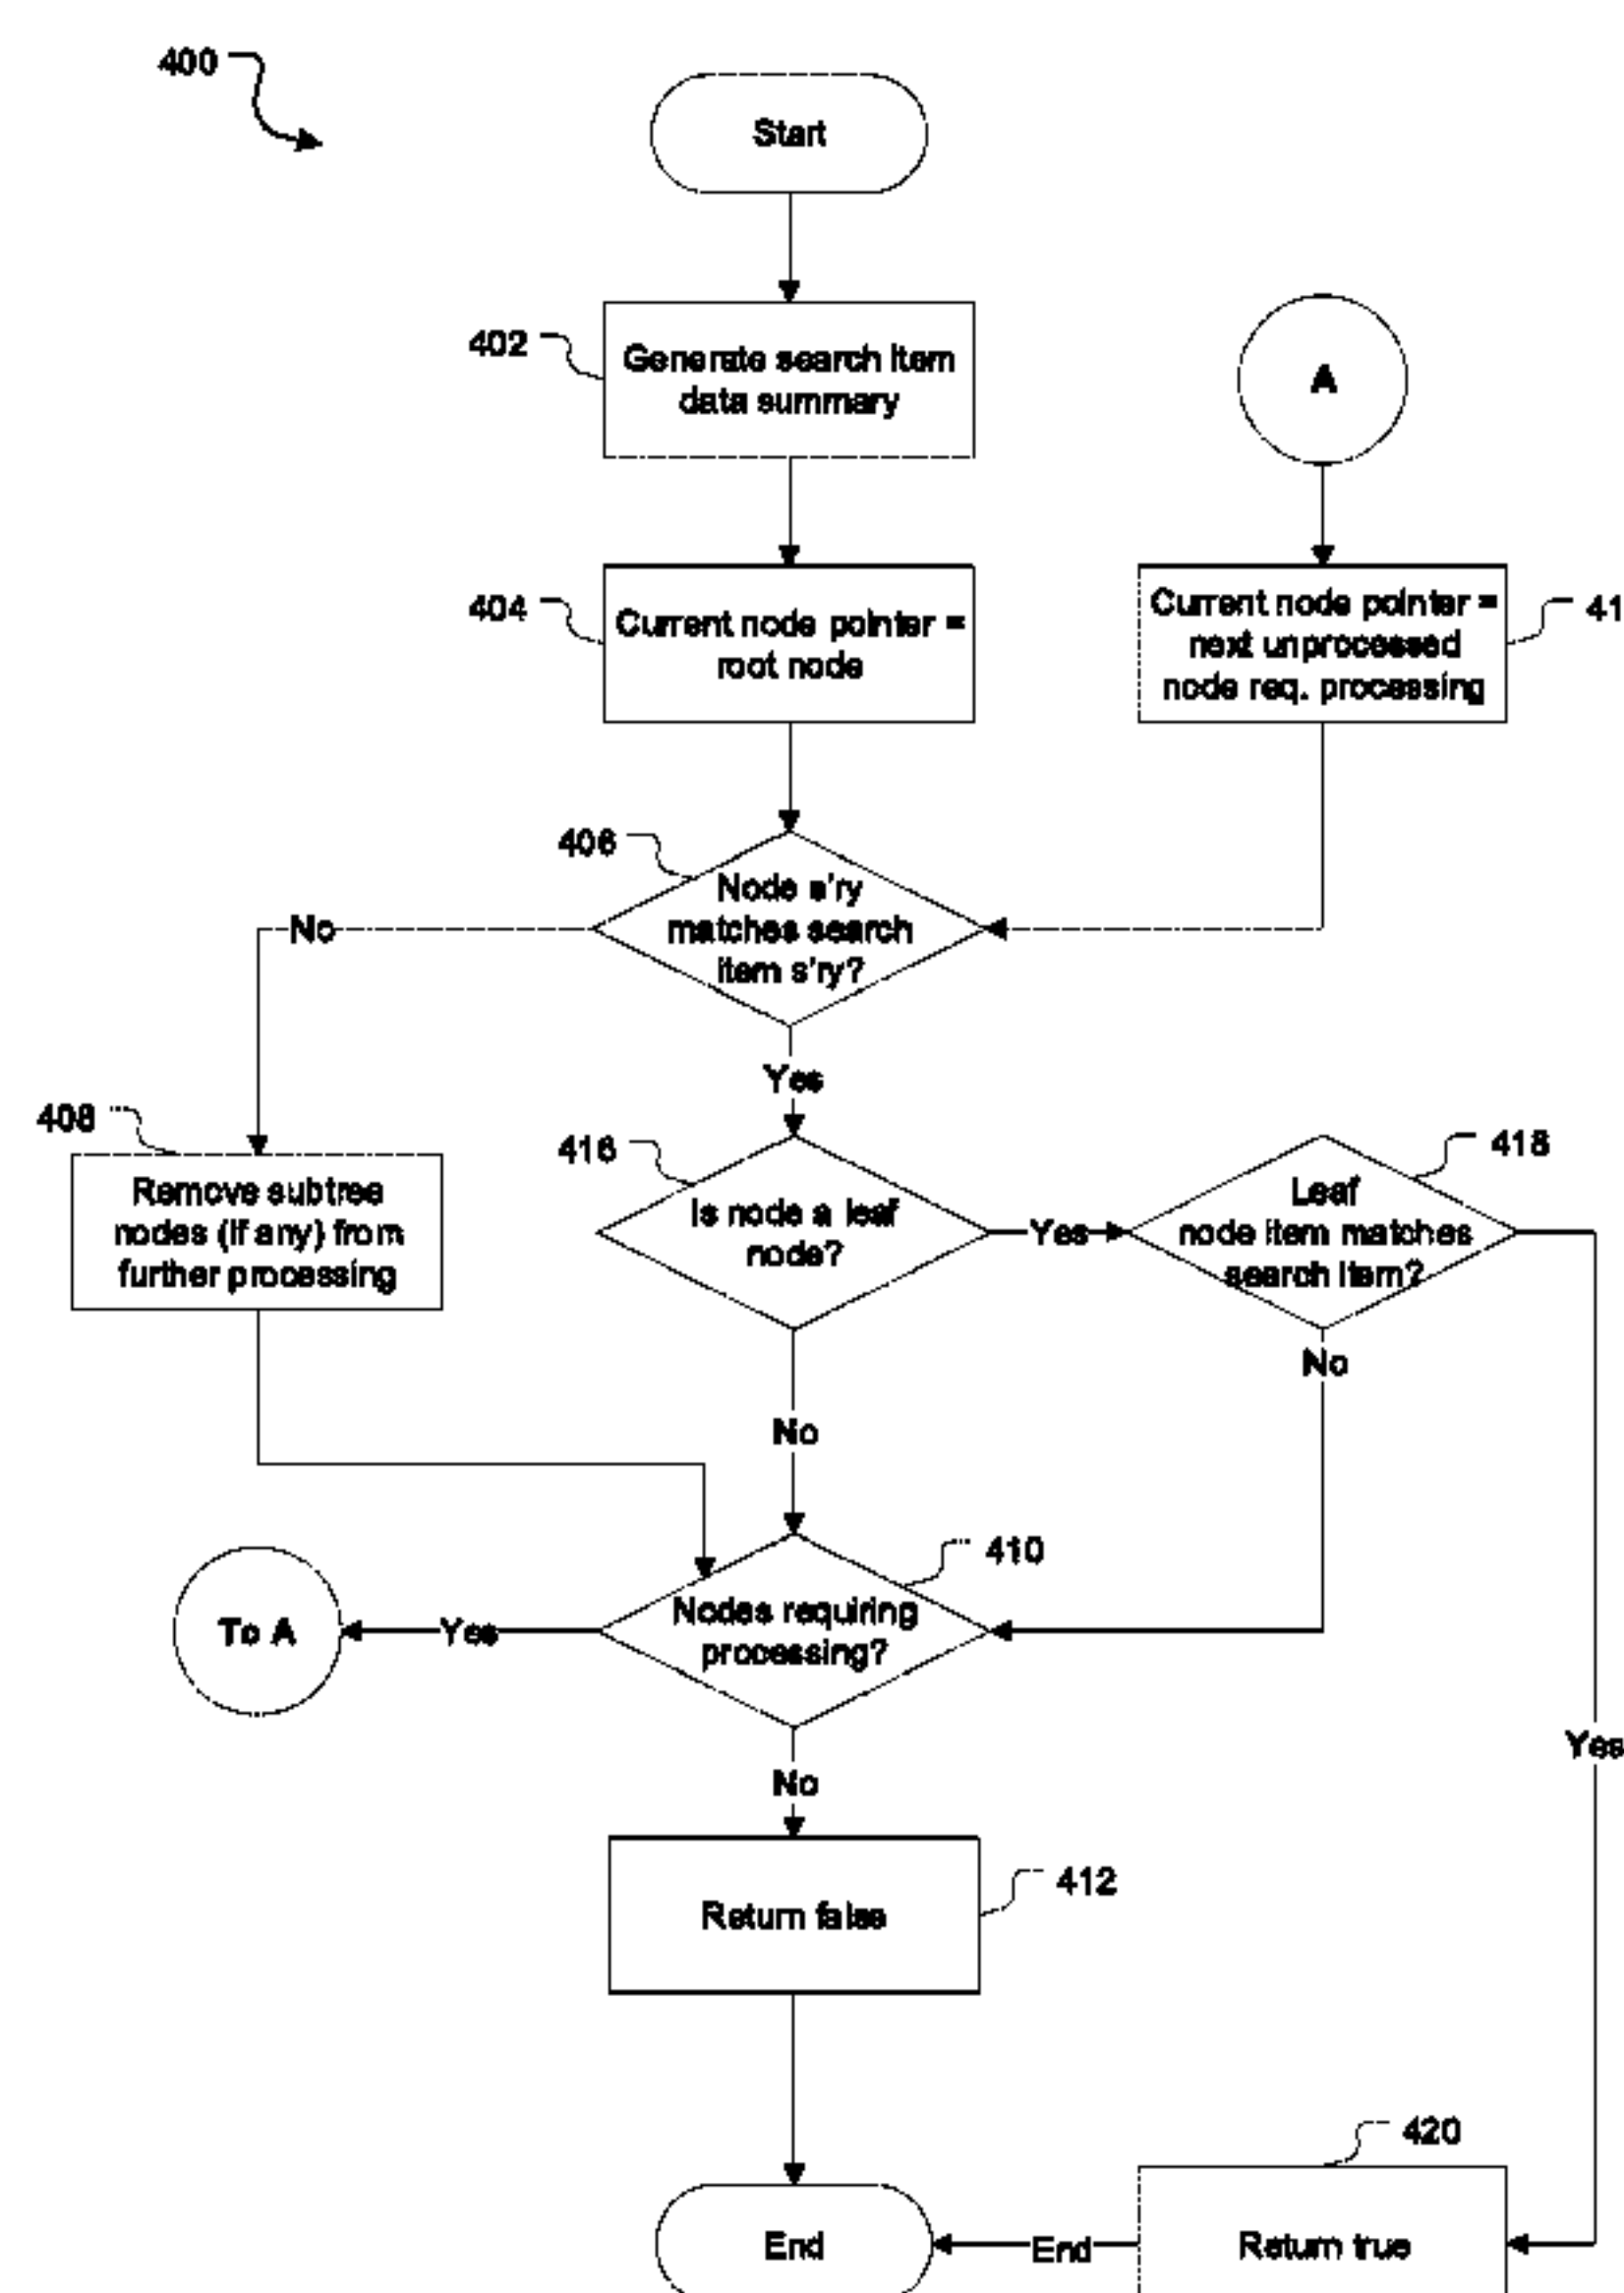 400
Start
402
Generate search item
data summary
A
404
Current node pointer =
root node
Current node pointer =
next unprocessed
node req. processing
41
406
Node s'ry
matches search
item s'ry?
No
Yes
408
Remove subtree
nodes (if any) from
further processing
416
Is node a leaf
node?
Yes
418
Leaf
node item matches
search item?
No
No
410
Nodes requiring
processing?
Yes
To A
Yes
No
412
Return false
420
Return true
End
End